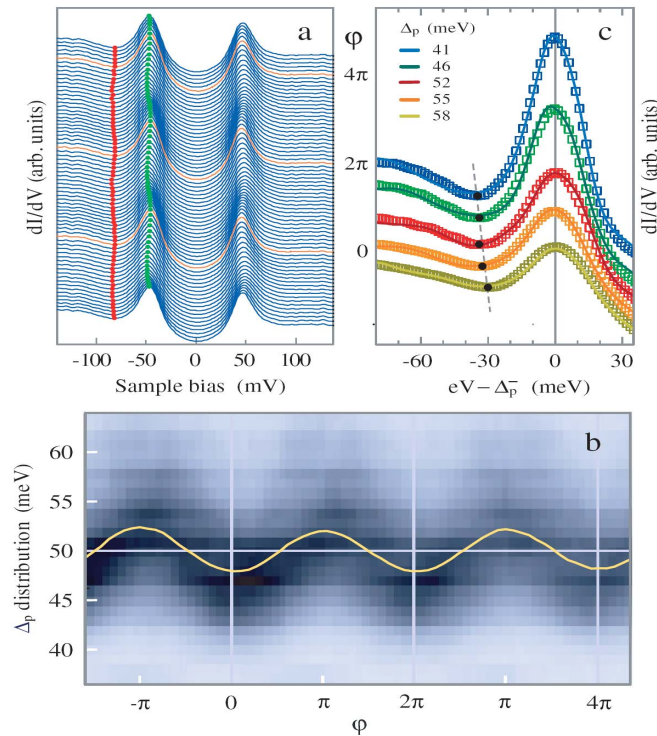 a
dI/dV (arb. units)
-100 -50 0 50 100
Sample bias (mV)
φ
4π
2π
0
c
Δp (meV)
41
46
52
55
58
dI/dV (arb. units)
-60 -30 0 30
eV − Δp̄ (meV)
b
Δp distribution (meV)
60
55
50
45
40
-π 0 π 2π π 4π
φ